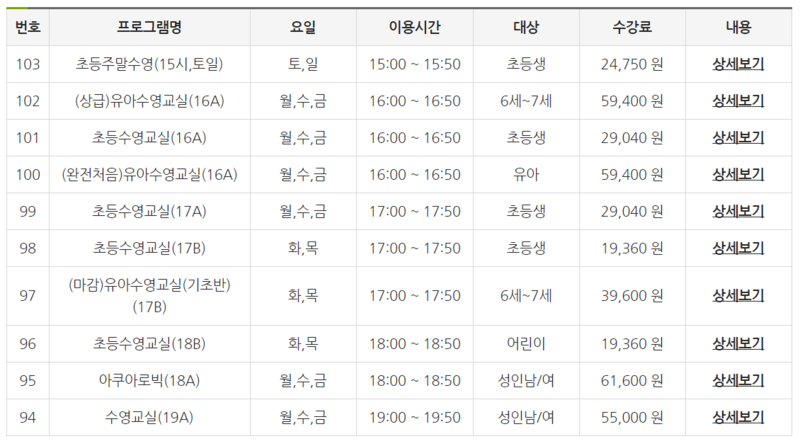 번호 프로그램명 요일 이용시간 대상 수강료 내용
103 초등주말수영(15시,토일) 토,일 15:00 ~ 15:50 초등생 24,750 원 상세보기
102 (상급)유아수영교실(16A) 월,수,금 16:00 ~ 16:50 6세~7세 59,400 원 상세보기
101 초등수영교실(16A) 월,수,금 16:00 ~ 16:50 초등생 29,040 원 상세보기
100 (완전처음)유아수영교실(16A) 월,수,금 16:00 ~ 16:50 유아 59,400 원 상세보기
99 초등수영교실(17A) 월,수,금 17:00 ~ 17:50 초등생 29,040 원 상세보기
98 초등수영교실(17B) 화,목 17:00 ~ 17:50 초등생 19,360 원 상세보기
97 (마감)유아수영교실(기초반) 화,목 17:00 ~ 17:50 6세~7세 39,600 원 상세보기
(17B)
96 초등수영교실(18B) 화,목 18:00 ~ 18:50 어린이 19,360 원 상세보기
95 아쿠아로빅(18A) 월,수,금 18:00 ~ 18:50 성인남/여 61,600 원 상세보기
94 수영교실(19A) 월,수,금 19:00 ~ 19:50 성인남/여 55,000 원 상세보기